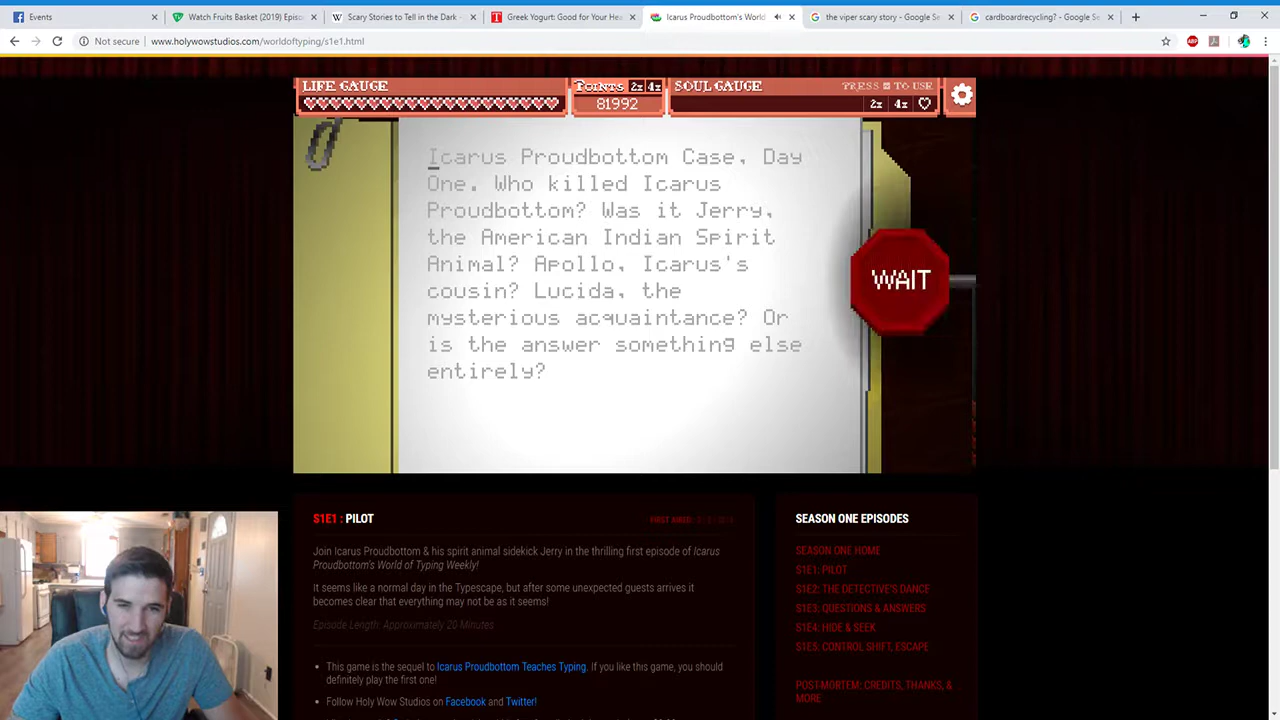 Events
Watch Fruits Basket (2019) Episo
Scary Stories to Tell in the Dark -
Greek Yogurt: Good for Your Hea
Icarus Proudbottom's World
the viper scary story - Google Se
cardboardrecycling? - Google Se
Not secure | www.holywowstudios.com/worldoftyping/s1e1.html
LIFE GAUGE
POINTS 2x 4x
81992
SOUL GAUGE
PRESS TO USE
2x 4x
Icarus Proudbottom Case, Day
One. Who killed Icarus
Proudbottom? Was it Jerry,
the American Indian Spirit
Animal? Apollo, Icarus's
cousin? Lucida, the
mysterious acquaintance? Or
is the answer something else
entirely?
WAIT
S1E1 : PILOT
FIRST AIRED:
Join Icarus Proudbottom & his spirit animal sidekick Jerry in the thrilling first episode of Icarus
Proudbottom's World of Typing Weekly!
It seems like a normal day in the Typescape, but after some unexpected guests arrives it
becomes clear that everything may not be as it seems!
Episode Length: Approximately 20 Minutes
• This game is the sequel to Icarus Proudbottom Teaches Typing. If you like this game, you should
definitely play the first one!
• Follow Holy Wow Studios on Facebook and Twitter!
SEASON ONE EPISODES
SEASON ONE HOME
S1E1: PILOT
S1E2: THE DETECTIVE'S DANCE
S1E3: QUESTIONS & ANSWERS
S1E4: HIDE & SEEK
S1E5: CONTROL SHIFT, ESCAPE
POST-MORTEM: CREDITS, THANKS, &
MORE